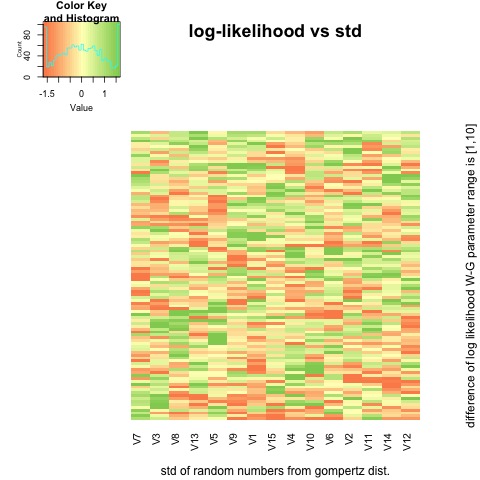 Color Key
and Histogram
Count
0 40 80
-1.5 0 1
Value
log-likelihood vs std
difference of log likelihood W-G parameter range is [1,10]
V7 V3 V8 V13 V5 V9 V1 V15 V4 V10 V6 V2 V11 V14 V12
std of random numbers from gompertz dist.